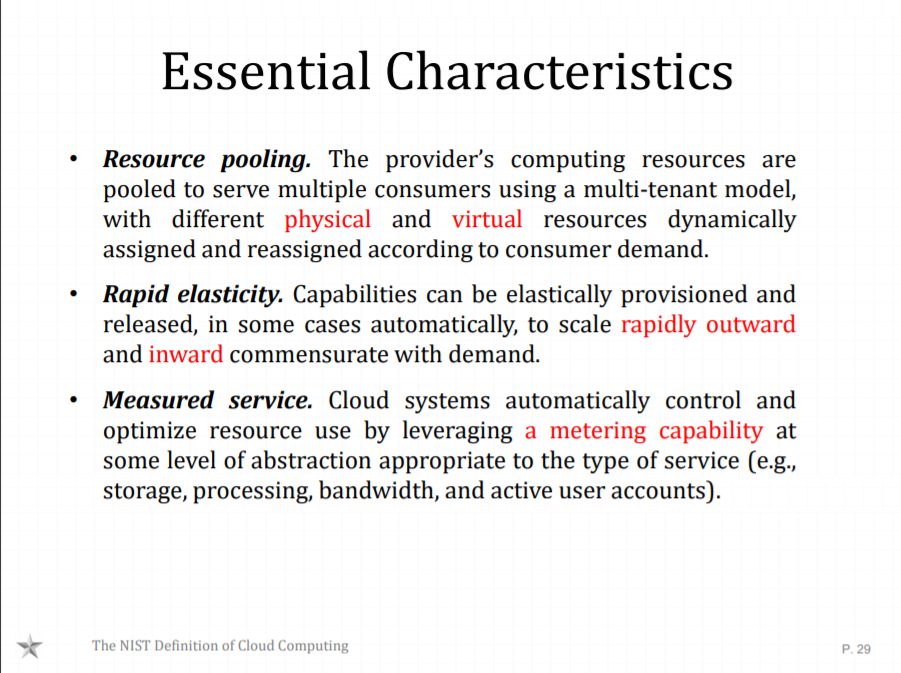 Essential Characteristics
• Resource pooling. The provider’s computing resources are
pooled to serve multiple consumers using a multi-tenant model,
with different physical and virtual resources dynamically
assigned and reassigned according to consumer demand.
• Rapid elasticity. Capabilities can be elastically provisioned and
released, in some cases automatically, to scale rapidly outward
and inward commensurate with demand.
• Measured service. Cloud systems automatically control and
optimize resource use by leveraging a metering capability at
some level of abstraction appropriate to the type of service (e.g.,
storage, processing, bandwidth, and active user accounts).
The NIST Definition of Cloud Computing
P. 29